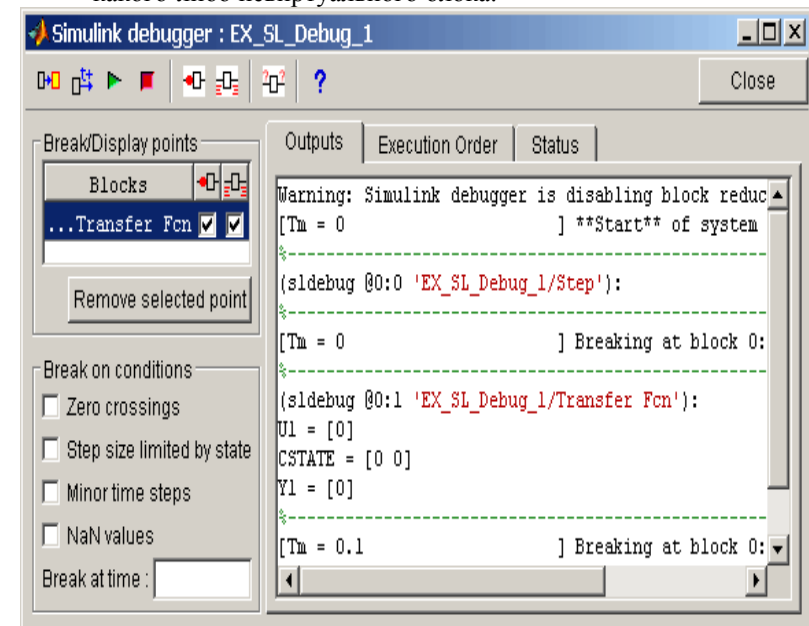 какого либо невиртуального блока.
Simulink debugger : EX_SL_Debug_1
Close
Break/Display points
Blocks
...Transfer Fcn
Remove selected point
Break on conditions
Zero crossings
Step size limited by state
Minor time steps
NaN values
Break at time :
Outputs
Execution Order
Status
Warning: Simulink debugger is disabling block reduc
[Tm = 0 ] **Start** of system
%-----------------------------------------------
(sldebug @0:0 'EX_SL_Debug_1/Step'):
%-----------------------------------------------
[Tm = 0 ] Breaking at block 0:
%-----------------------------------------------
(sldebug @0:1 'EX_SL_Debug_1/Transfer Fcn'):
U1 = [0]
CSTATE = [0 0]
Y1 = [0]
%-----------------------------------------------
[Tm = 0.1 ] Breaking at block 0: